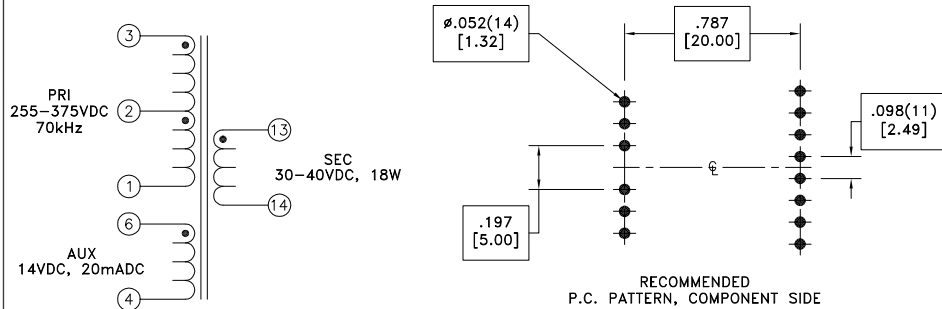 3
PRI
255-375VDC
70kHz
2
1
13
SEC
30-40VDC, 18W
14
6
AUX
14VDC, 20mADC
4
ø.052(14)
[1.32]
.787
[20.00]
.098(11)
[2.49]
℄
.197
[5.00]
RECOMMENDED
P.C. PATTERN, COMPONENT SIDE